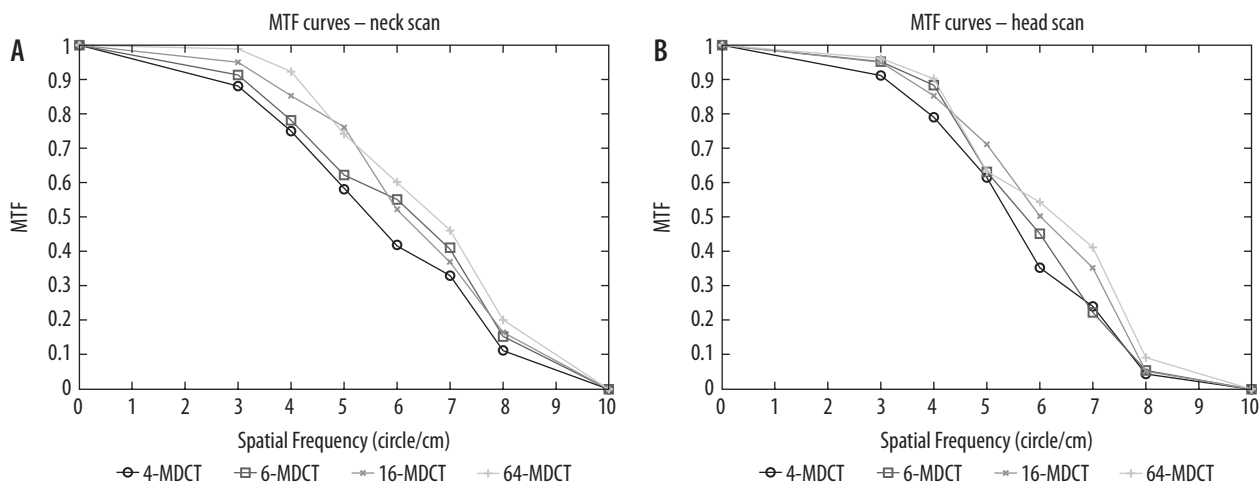 A
MTF curves – neck scan
1
0.9
0.8
0.7
0.6
0.5
0.4
0.3
0.2
0.1
0
MTF
0 1 2 3 4 5 6 7 8 9 10
Spatial Frequency (circle/cm)
4-MDCT 6-MDCT 16-MDCT 64-MDCT
B
MTF curves – head scan
1
0.9
0.8
0.7
0.6
0.5
0.4
0.3
0.2
0.1
0
MTF
0 1 2 3 4 5 6 7 8 9 10
Spatial Frequency (circle/cm)
4-MDCT 6-MDCT 16-MDCT 64-MDCT